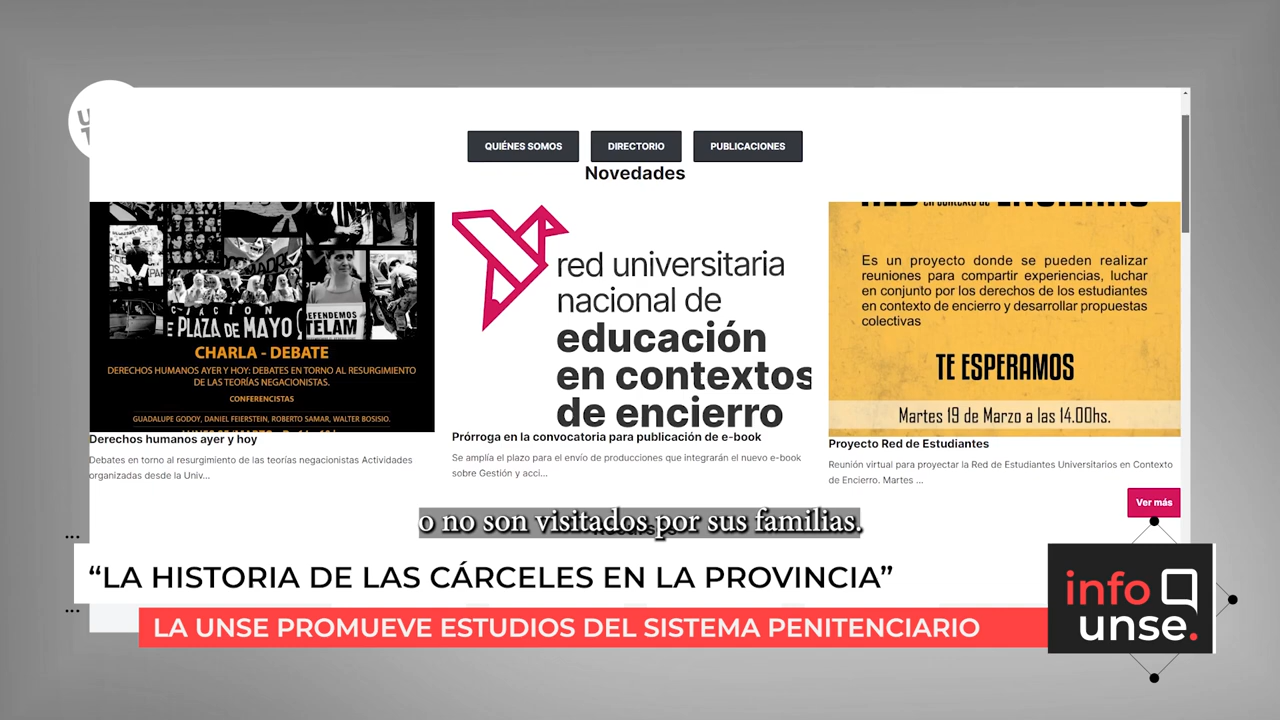 QUIÉNES SOMOS
DIRECTORIO
PUBLICACIONES
Novedades
PLAZA DE MAYO
DEFENDEMOS
TELAM
CHARLA - DEBATE
DERECHOS HUMANOS AYER Y HOY: DEBATES EN TORNO AL RESURGIMIENTO
DE LAS TEORÍAS NEGACIONISTAS.
CONFERENCISTAS
GUADALUPE GODOY, DANIEL FEIERSTEIN, ROBERTO SAMAR, WALTER BOSISIO.
Derechos humanos ayer y hoy
Debates en torno al resurgimiento de las teorías negacionistas Actividades
organizadas desde la Univ...
red universitaria
nacional de
educación
en contextos
de encierro
Prórroga en la convocatoria para publicación de e-book
Se amplía el plazo para el envío de producciones que integrarán el nuevo e-book
sobre Gestión y acci...
RED en contexto de ENCIERRO
Es un proyecto donde se pueden realizar
reuniones para compartir experiencias, luchar
en conjunto por los derechos de los estudiantes
en contexto de encierro y desarrollar propuestas
colectivas
TE ESPERAMOS
Martes 19 de Marzo a las 14.00hs.
Proyecto Red de Estudiantes
Reunión virtual para proyectar la Red de Estudiantes Universitarios en Contexto
de Encierro. Martes ...
Ver más
o no son visitados por sus familias.
“LA HISTORIA DE LAS CÁRCELES EN LA PROVINCIA”
LA UNSE PROMUEVE ESTUDIOS DEL SISTEMA PENITENCIARIO
info
unse.